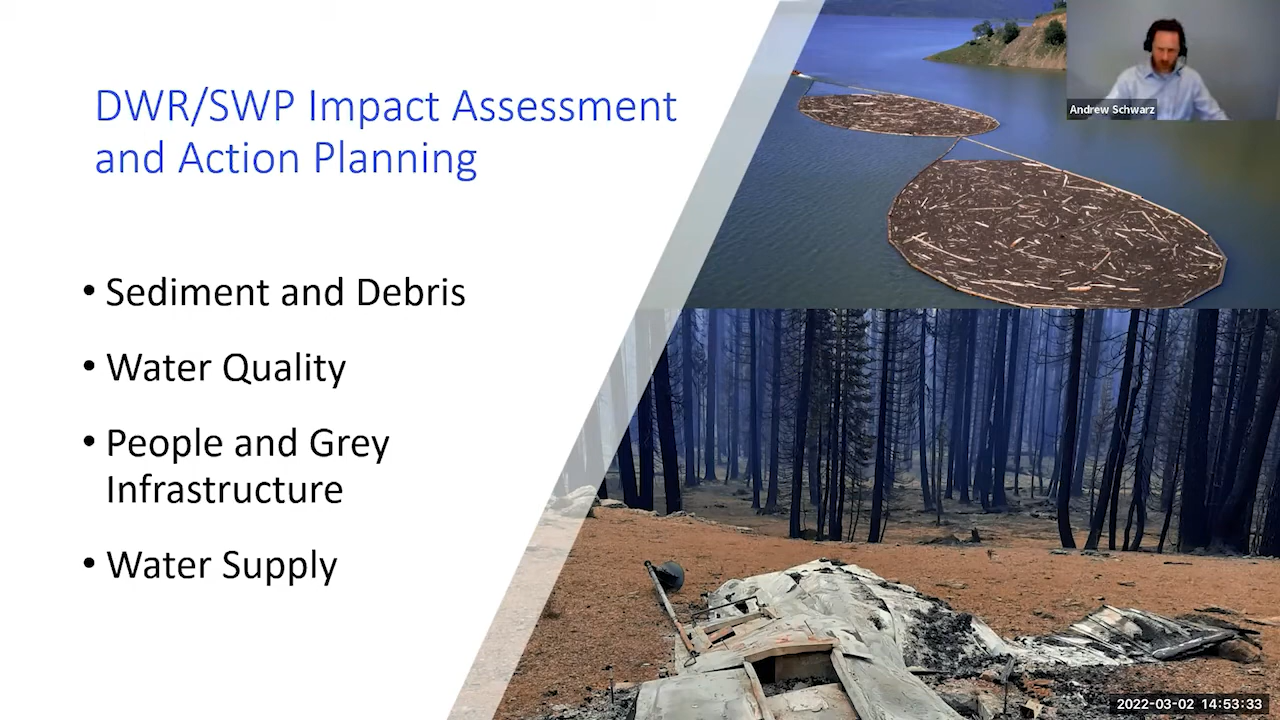 DWR/SWP Impact Assessment
and Action Planning
• Sediment and Debris
• Water Quality
• People and Grey
Infrastructure
• Water Supply
Andrew Schwarz
2022-03-02 14:53:33